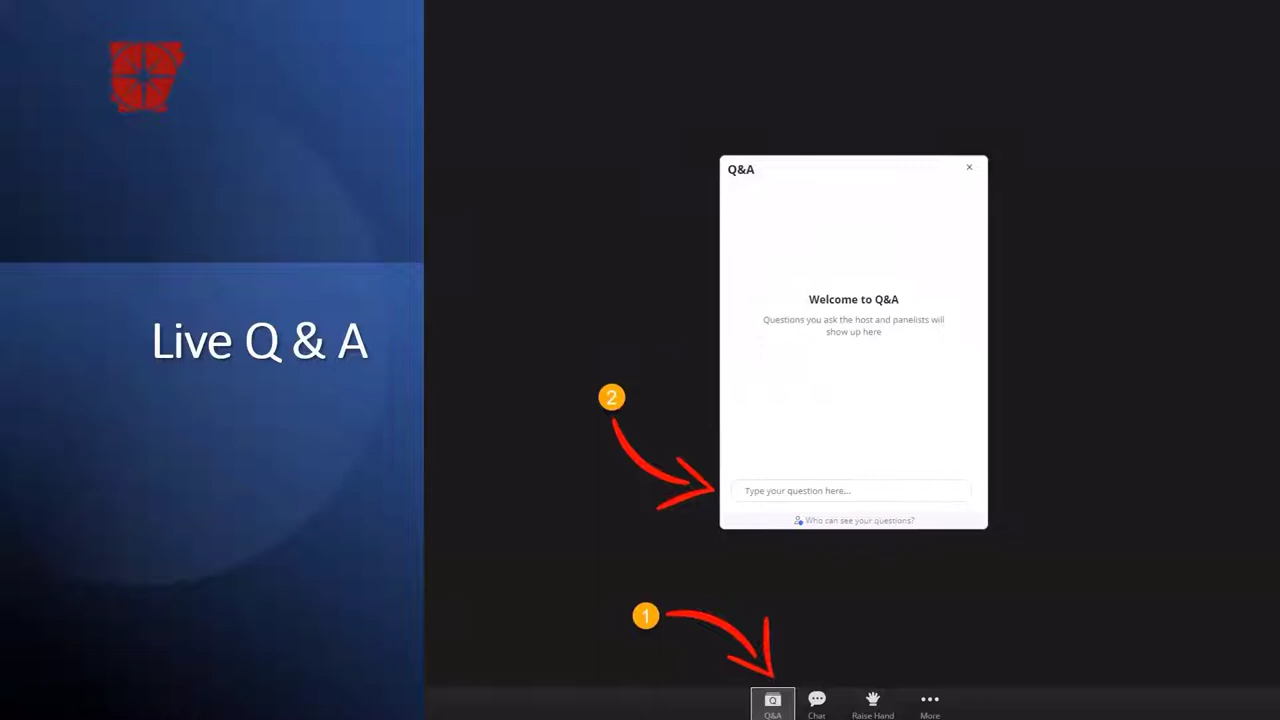 Live Q & A
Q&A
Welcome to Q&A
Questions you ask the host and panelists will
show up here
2
Type your question here...
Who can see your questions?
1
Q&A
Chat
Raise Hand
More